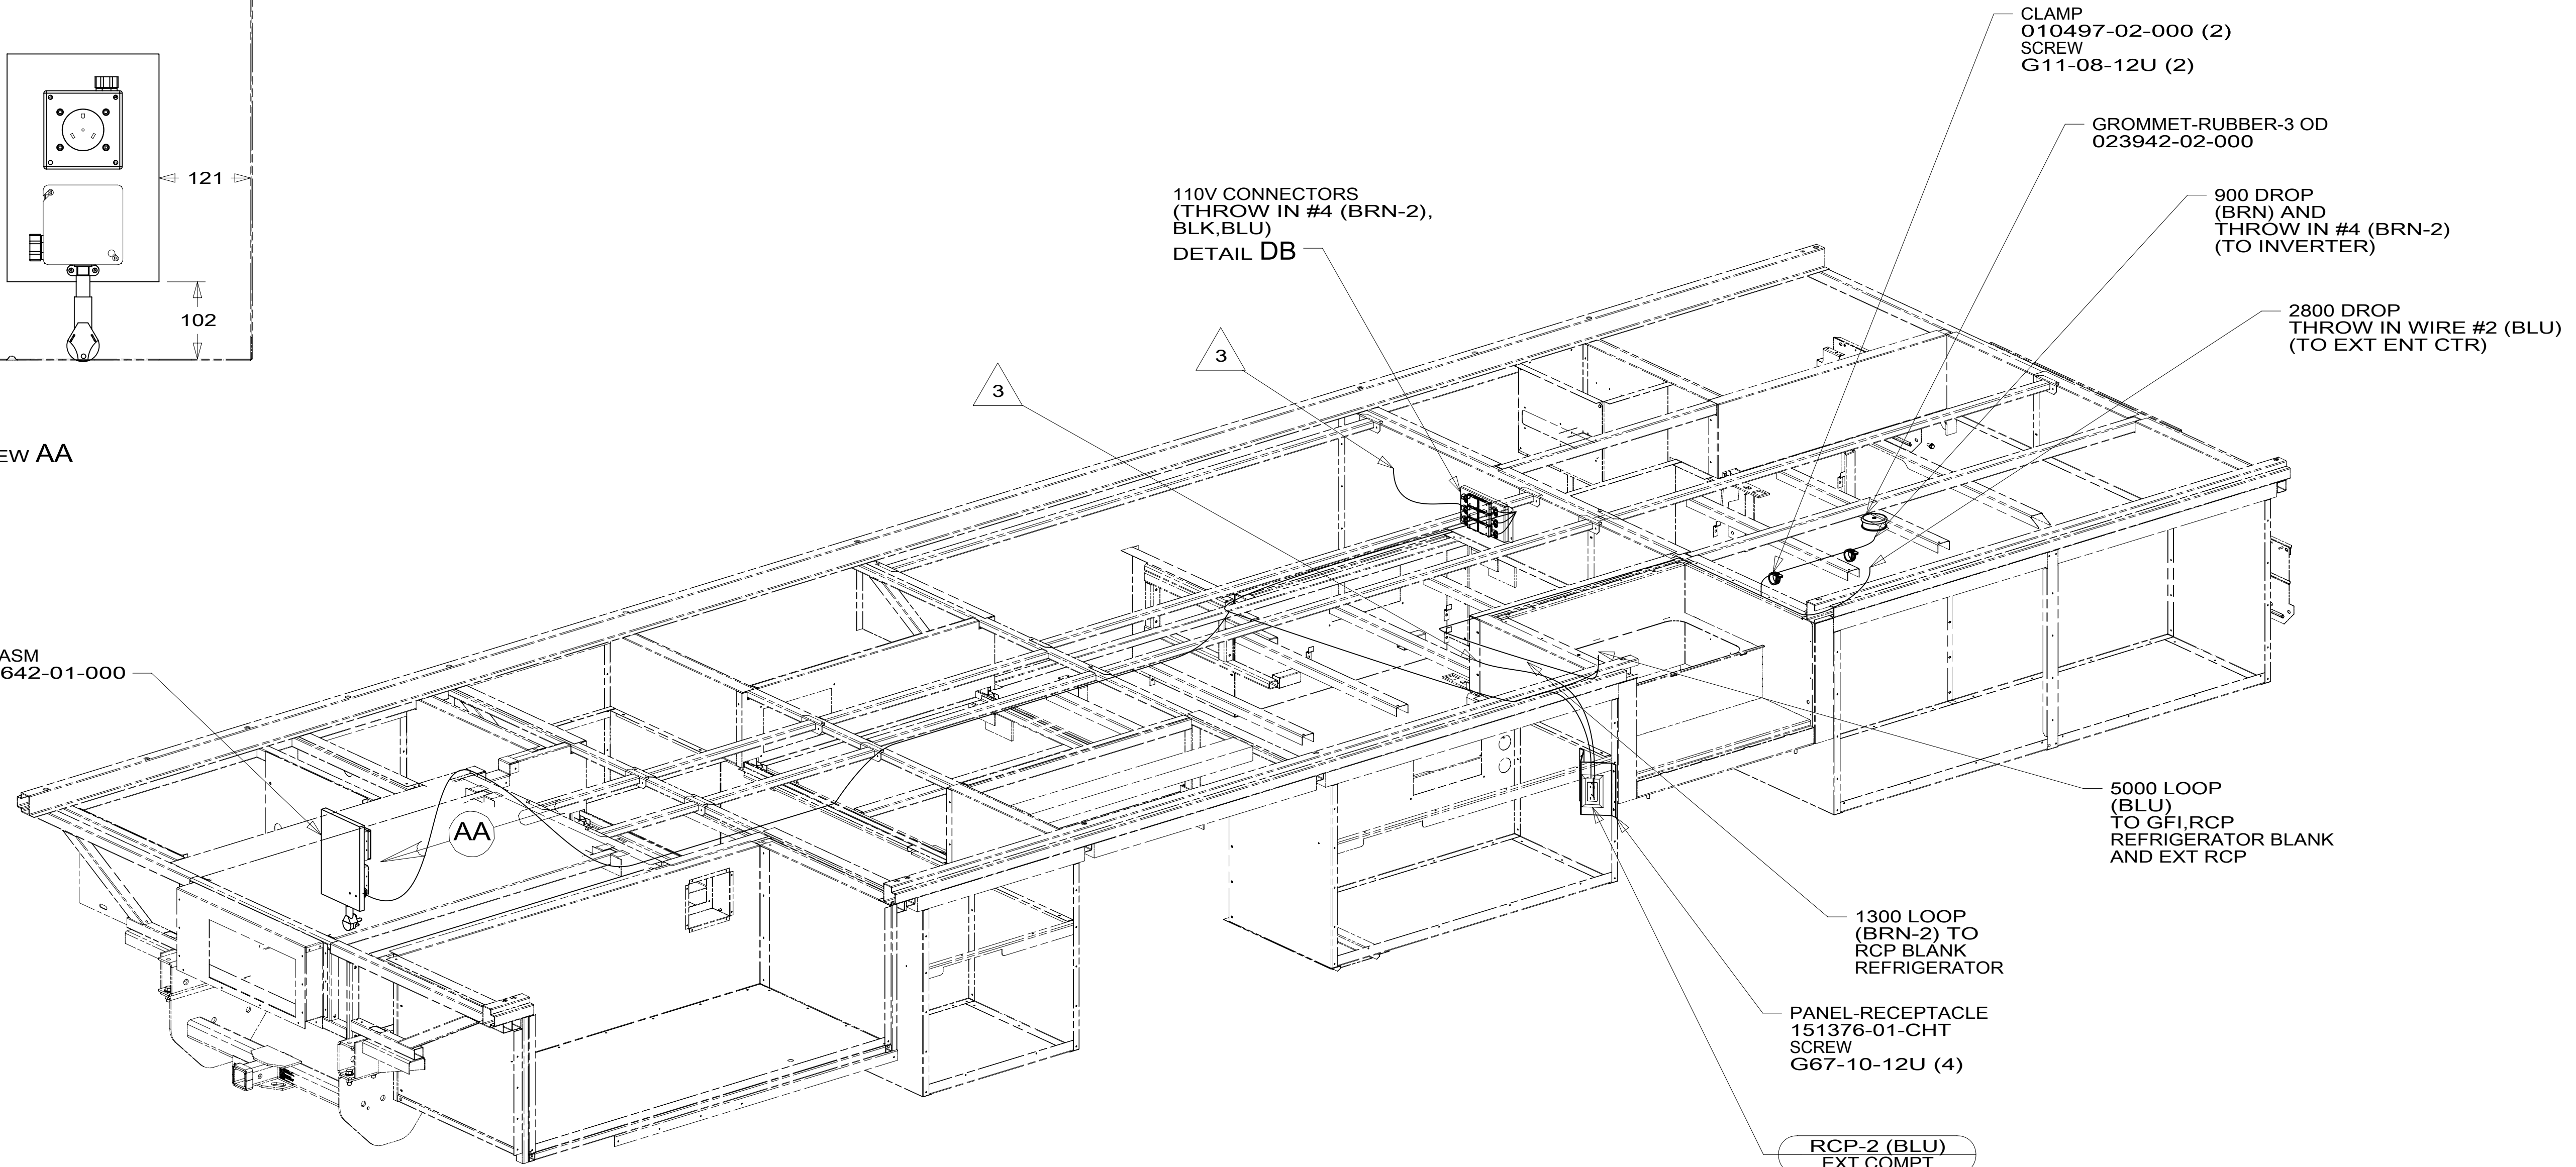 CLAMP
010497-02-000 (2)
SCREW
G11-08-12U (2)
GROMMET-RUBBER-3 OD
023942-02-000
900 DROP
(BRN) AND
THROW IN #4 (BRN-2)
(TO INVERTER)
110V CONNECTORS
(THROW IN #4 (BRN-2),
BLK,BLU)
DETAIL DB
2800 DROP
THROW IN WIRE #2 (BLU)
(TO EXT ENT CTR)
121
102
3
3
EW AA
ASM
642-01-000
AA
5000 LOOP
(BLU)
TO GFI,RCP
REFRIGERATOR BLANK
AND EXT RCP
1300 LOOP
(BRN-2) TO
RCP BLANK
REFRIGERATOR
PANEL-RECEPTACLE
151376-01-CHT
SCREW
G67-10-12U (4)
RCP-2 (BLU)
EXT COMPT